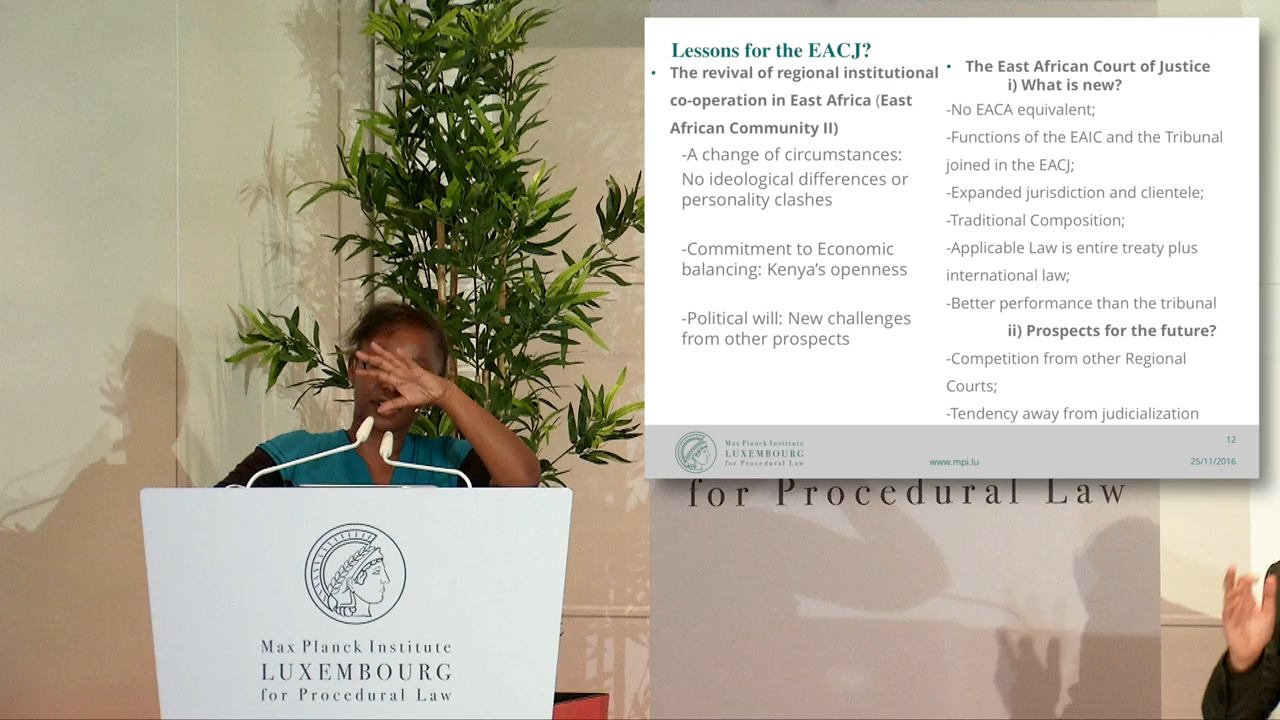 Lessons for the EACJ?
• The revival of regional institutional
co-operation in East Africa (East
African Community II)
-A change of circumstances:
No ideological differences or
personality clashes
-Commitment to Economic
balancing: Kenya’s openness
-Political will: New challenges
from other prospects
• The East African Court of Justice
i) What is new?
-No EACA equivalent;
-Functions of the EAIC and the Tribunal
joined in the EACJ;
-Expanded jurisdiction and clientele;
-Traditional Composition;
-Applicable Law is entire treaty plus
international law;
-Better performance than the tribunal
ii) Prospects for the future?
-Competition from other Regional
Courts;
-Tendency away from judicialization
Max Planck Institute
LUXEMBOURG
for Procedural Law
www.mpi.lu
12
25/11/2016
for Procedural Law
Max Planck Institute
LUXEMBOURG
for Procedural Law